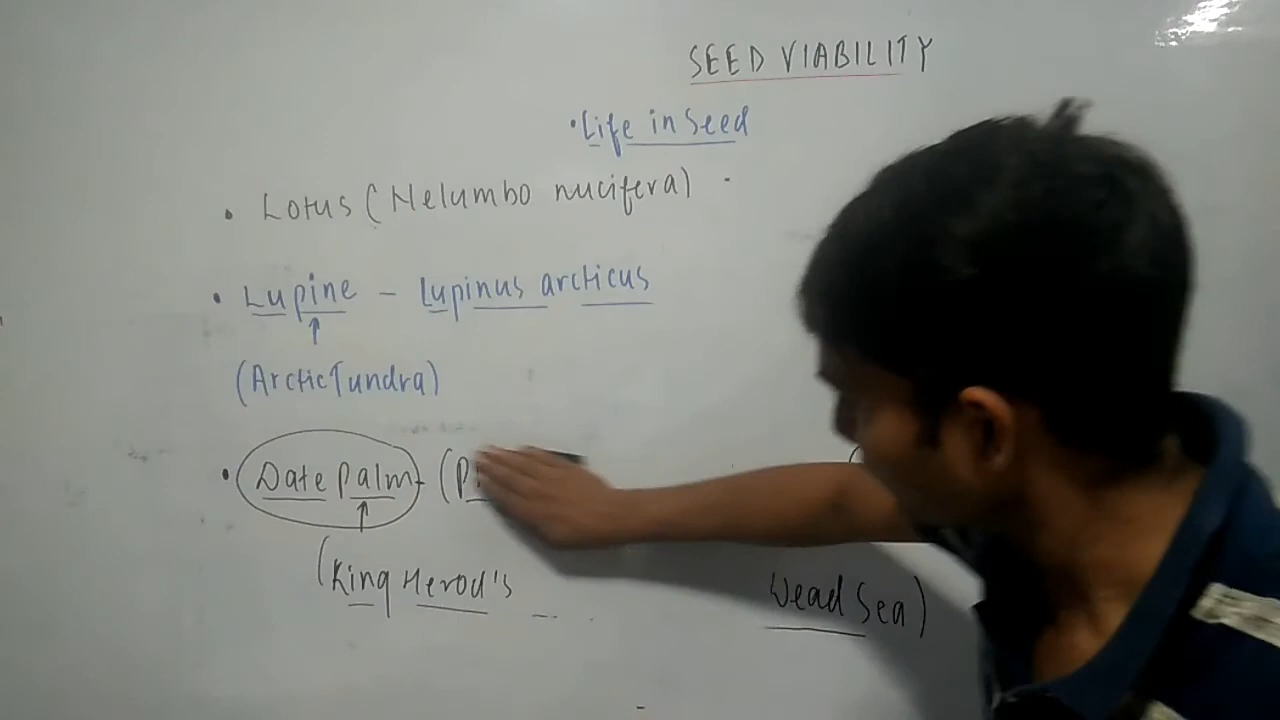 SEED VIABILITY
• Life in Seed
• Lotus (Nelumbo nucifera)
• Lupine – Lupinus arcticus
(Arctic Tundra)
• Date palm (P
(King Herod's
Dead Sea)